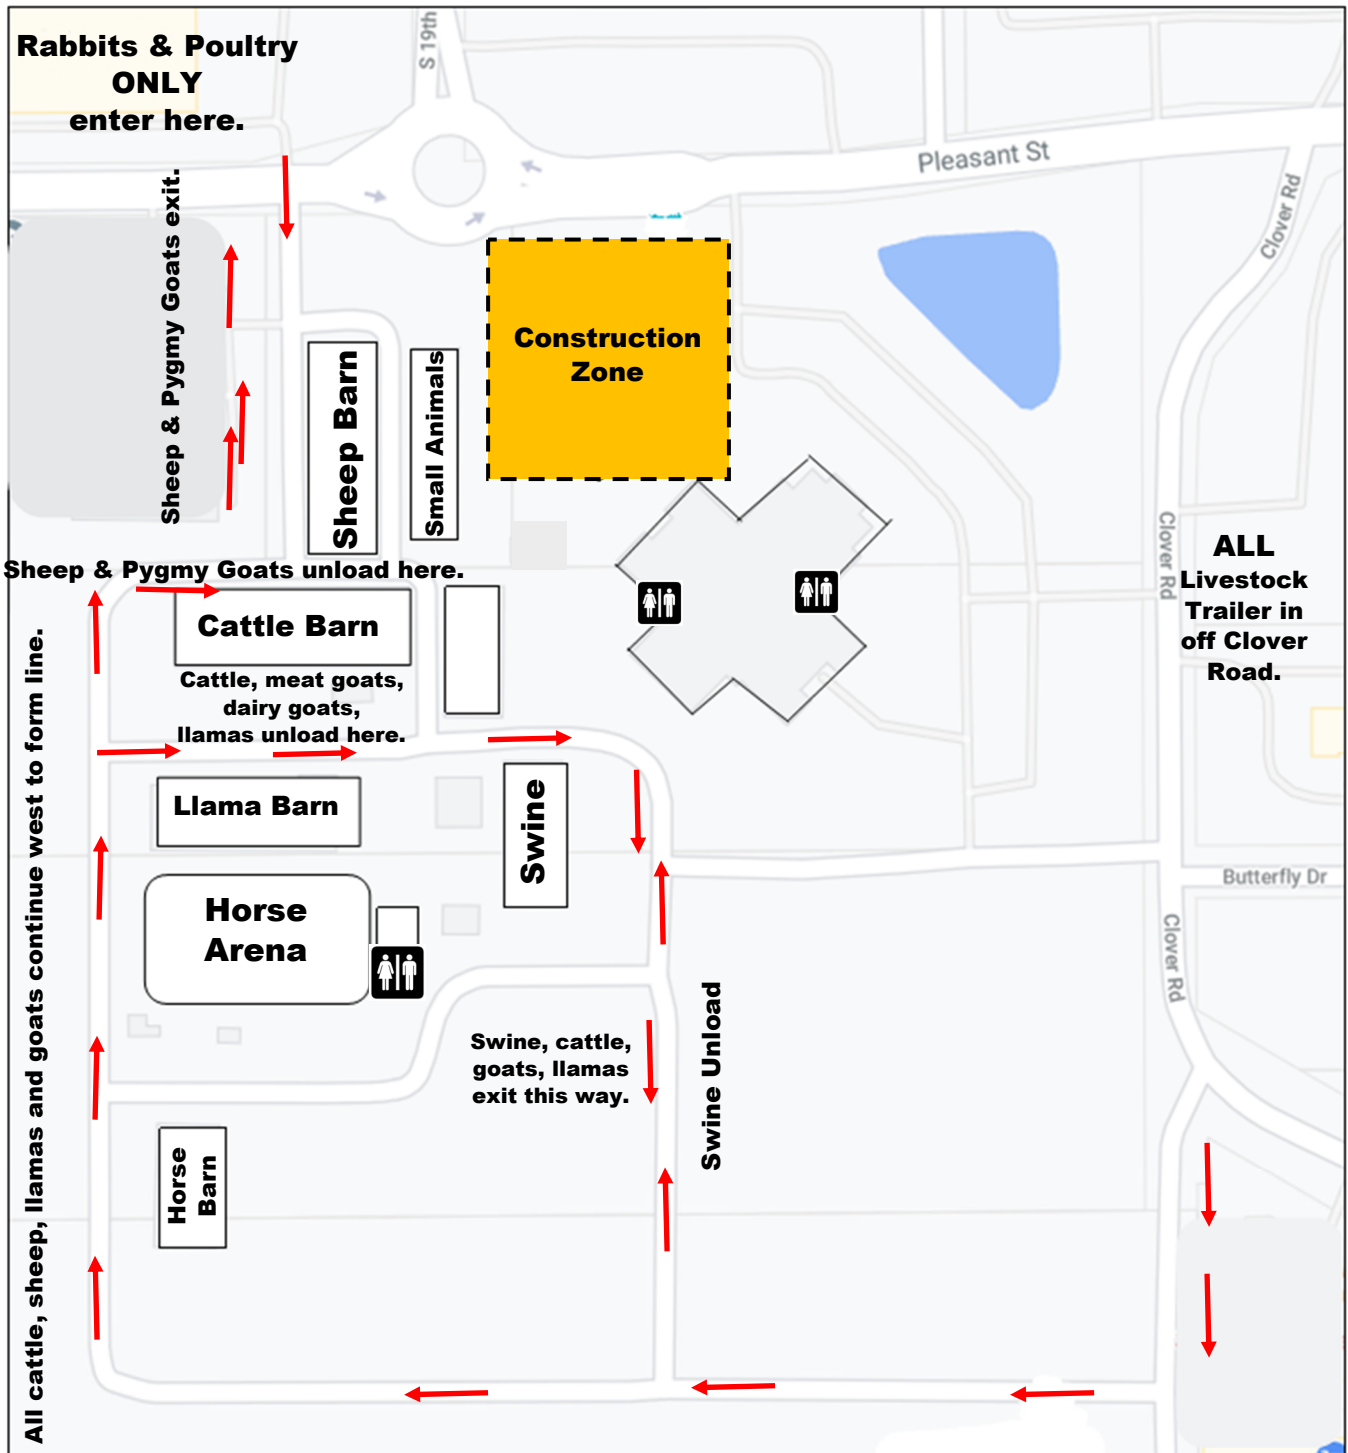 Rabbits & Poultry
ONLY
enter here.
S 19th
Pleasant St
Clover Rd
Sheep & Pygmy Goats exit.
Construction
Zone
Sheep Barn
Small Animals
Clover Rd
ALL
Livestock
Trailer in
off Clover
Road.
Sheep & Pygmy Goats unload here.
Cattle Barn
Cattle, meat goats,
dairy goats,
llamas unload here.
All cattle, sheep, llamas and goats continue west to form line.
Llama Barn
Swine
Butterfly Dr
Horse
Arena
Clover Rd
Swine, cattle,
goats, llamas
exit this way.
Swine Unload
Horse
Barn